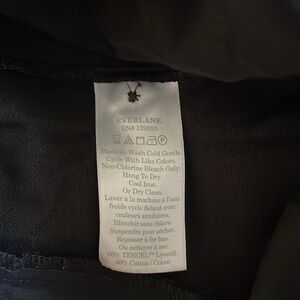 EVERLANE
RN# 139393
Machine Wash Cold Gentle
Cycle With Like Colors.
Non-Chlorine Bleach Only.
Hang To Dry.
Cool Iron.
Or Dry Clean.
Laver à la machine à l'eau
froide cycle délicat avec
couleurs similaires.
Blanchir sans chlore.
Suspendre pour sécher.
Repasser à fer bas.
Ou nettoyer à sec
60% TENCEL™ Lyocell,
40% Cotton / Coton